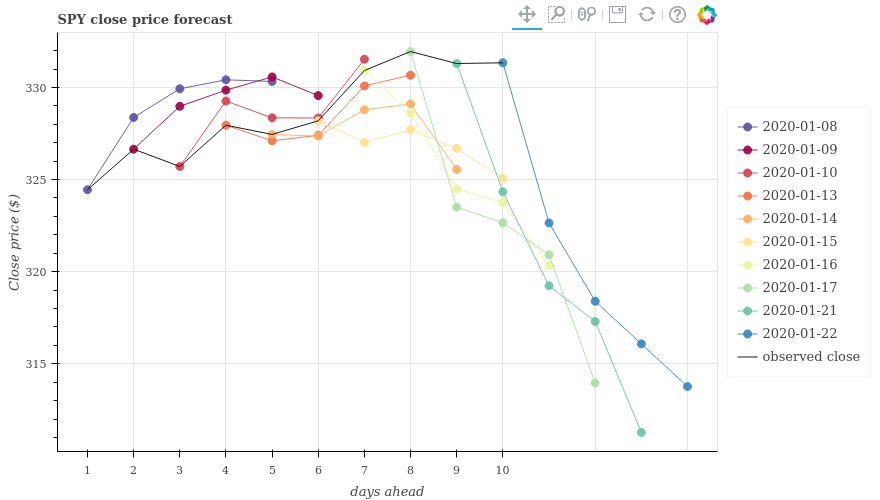 SPY close price forecast
330
325
320
315
Close price ($)
1 2 3 4 5 6 7 8 9 10
days ahead
2020-01-08
2020-01-09
2020-01-10
2020-01-13
2020-01-14
2020-01-15
2020-01-16
2020-01-17
2020-01-21
2020-01-22
observed close